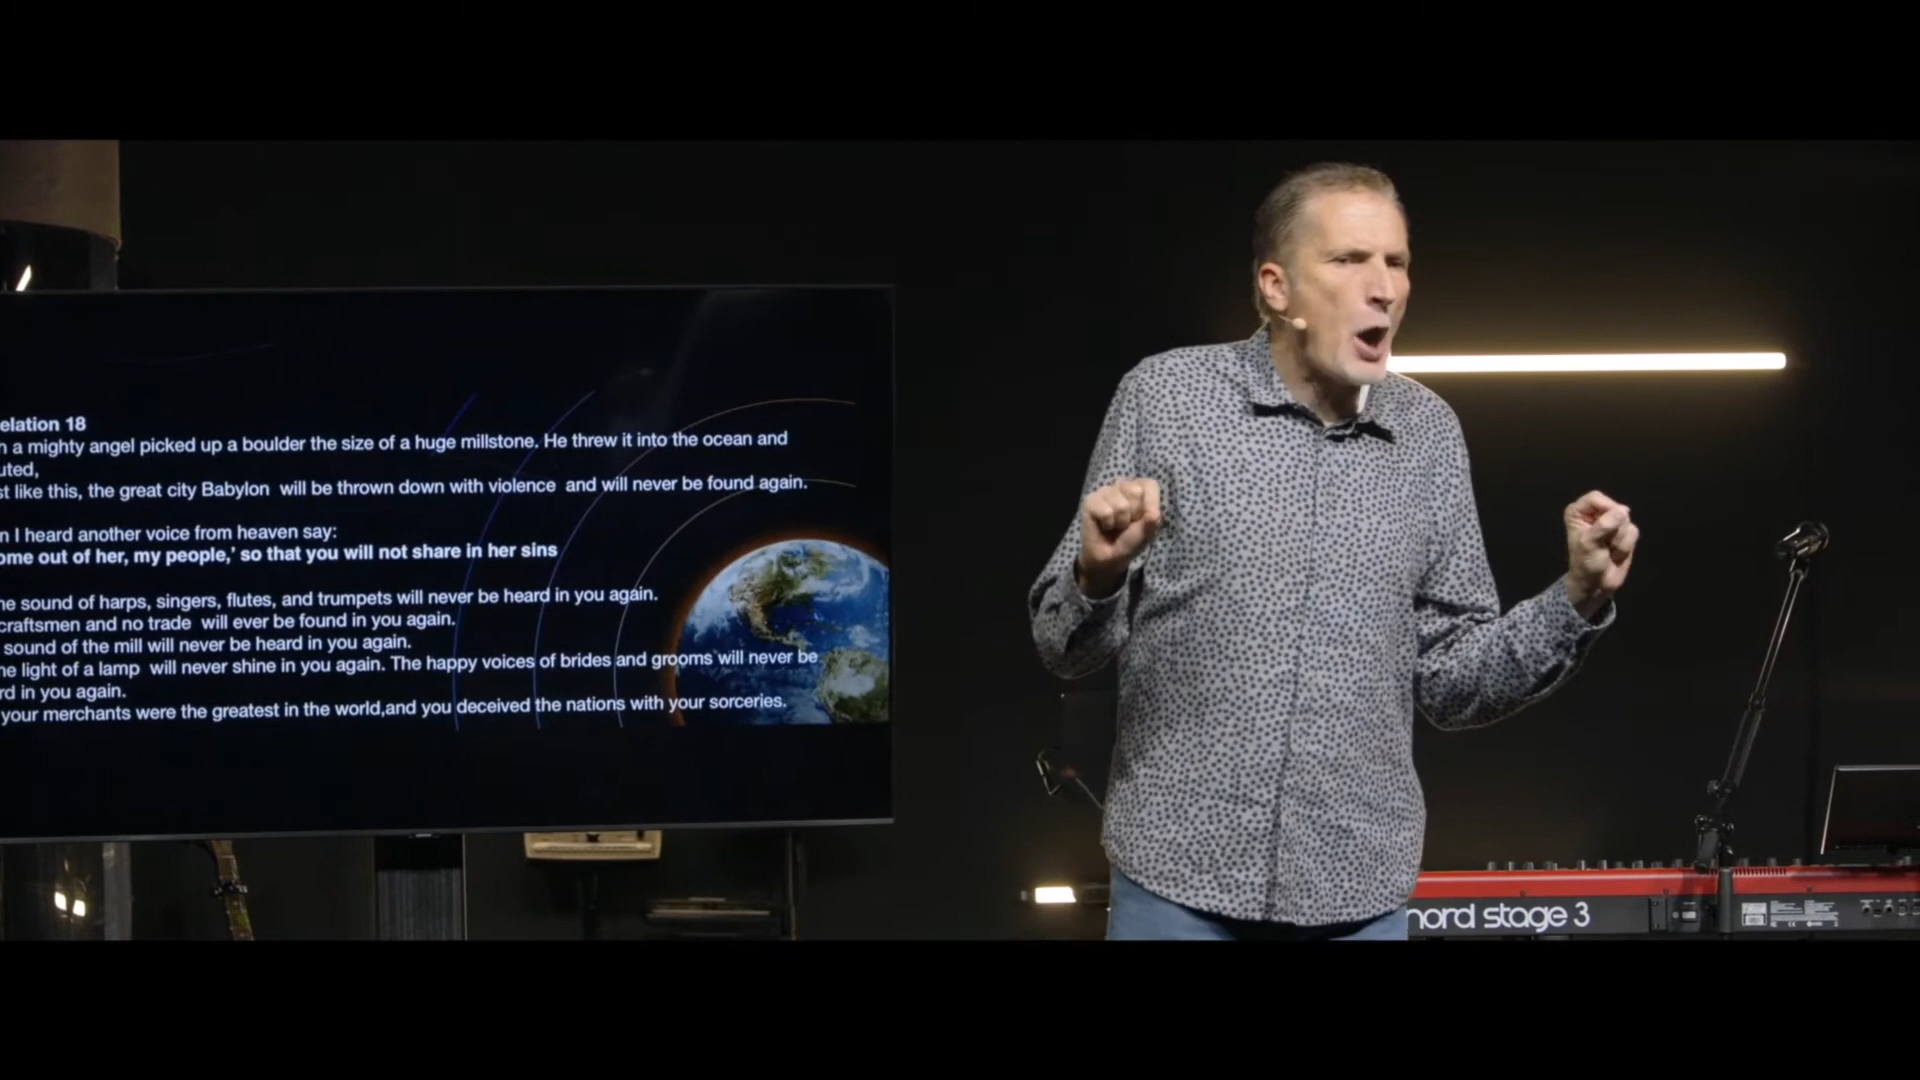 elation 18
n a mighty angel picked up a boulder the size of a huge millstone. He threw it into the ocean and
uted,
st like this, the great city Babylon will be thrown down with violence and will never be found again.
n I heard another voice from heaven say:
ome out of her, my people,' so that you will not share in her sins
he sound of harps, singers, flutes, and trumpets will never be heard in you again.
craftsmen and no trade will ever be found in you again.
sound of the mill will never be heard in you again.
he light of a lamp will never shine in you again. The happy voices of brides and grooms will never be
rd in you again.
your merchants were the greatest in the world,and you deceived the nations with your sorceries.
nord stage 3